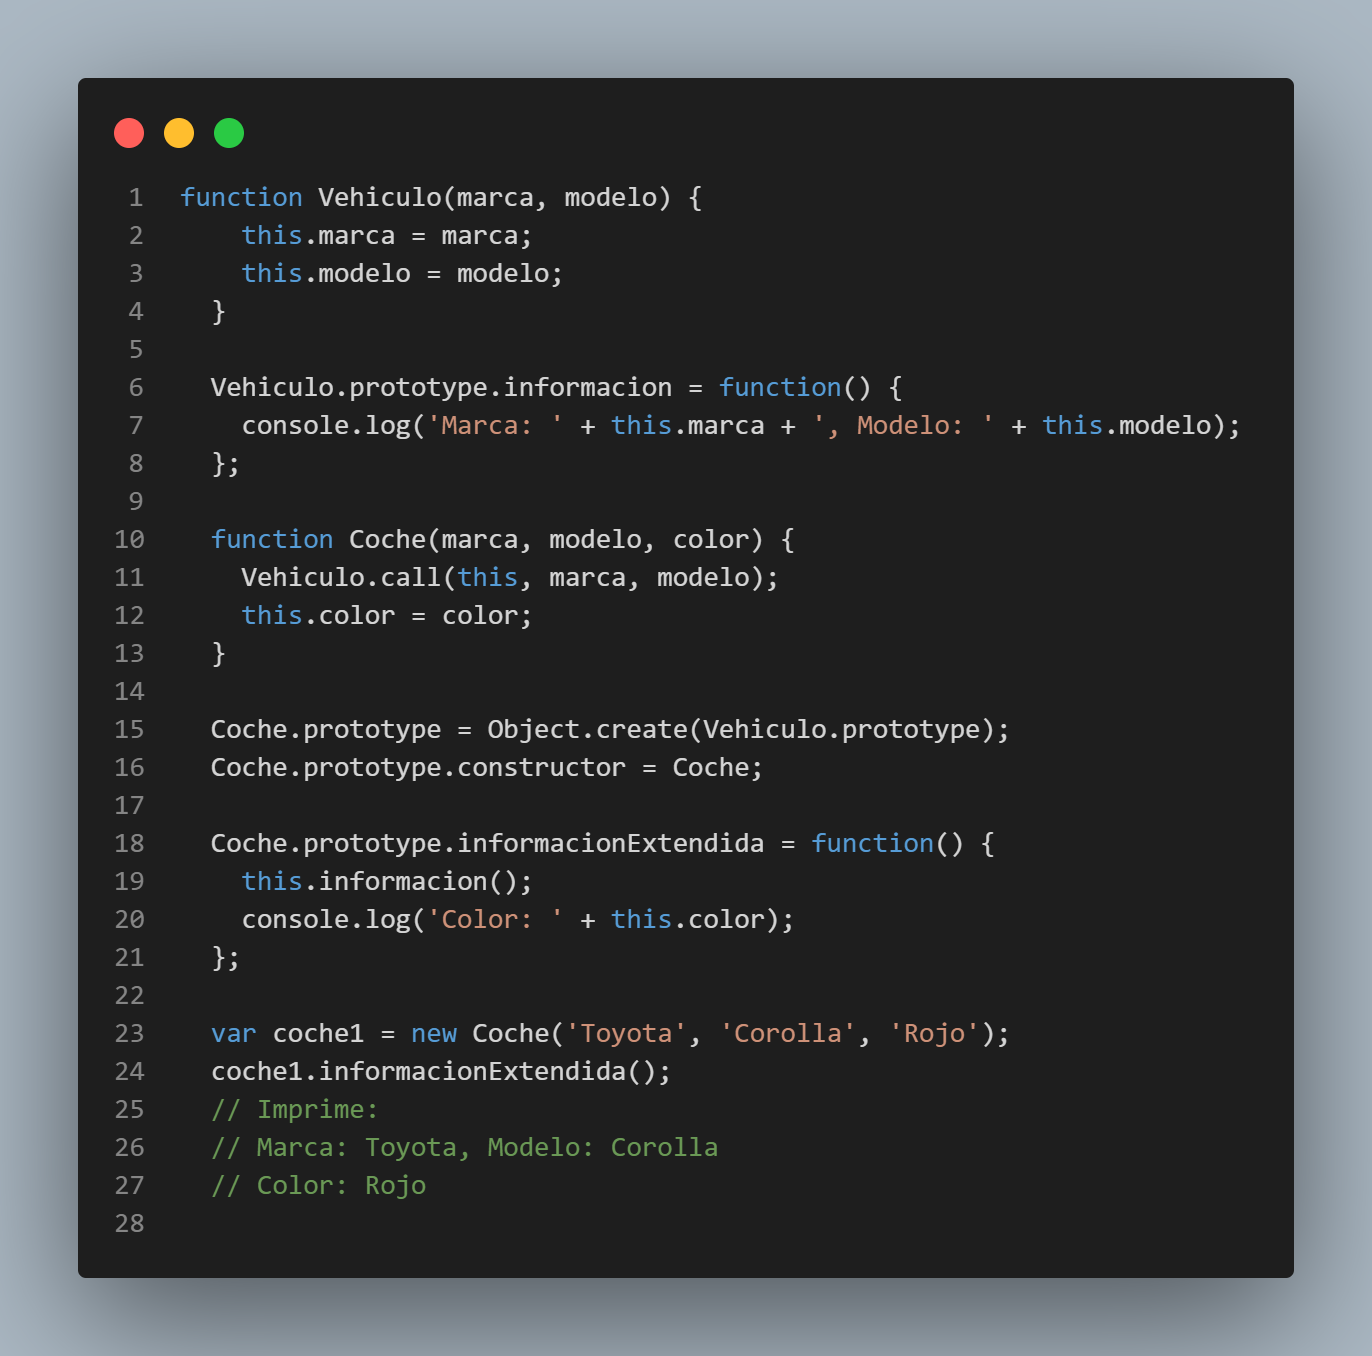 1 function Vehiculo(marca, modelo) {
2     this.marca = marca;
3     this.modelo = modelo;
4   }
5
6   Vehiculo.prototype.informacion = function() {
7     console.log('Marca: ' + this.marca + ', Modelo: ' + this.modelo);
8   };
9
10   function Coche(marca, modelo, color) {
11     Vehiculo.call(this, marca, modelo);
12     this.color = color;
13   }
14
15   Coche.prototype = Object.create(Vehiculo.prototype);
16   Coche.prototype.constructor = Coche;
17
18   Coche.prototype.informacionExtendida = function() {
19     this.informacion();
20     console.log('Color: ' + this.color);
21   };
22
23   var coche1 = new Coche('Toyota', 'Corolla', 'Rojo');
24   coche1.informacionExtendida();
25   // Imprime:
26   // Marca: Toyota, Modelo: Corolla
27   // Color: Rojo
28